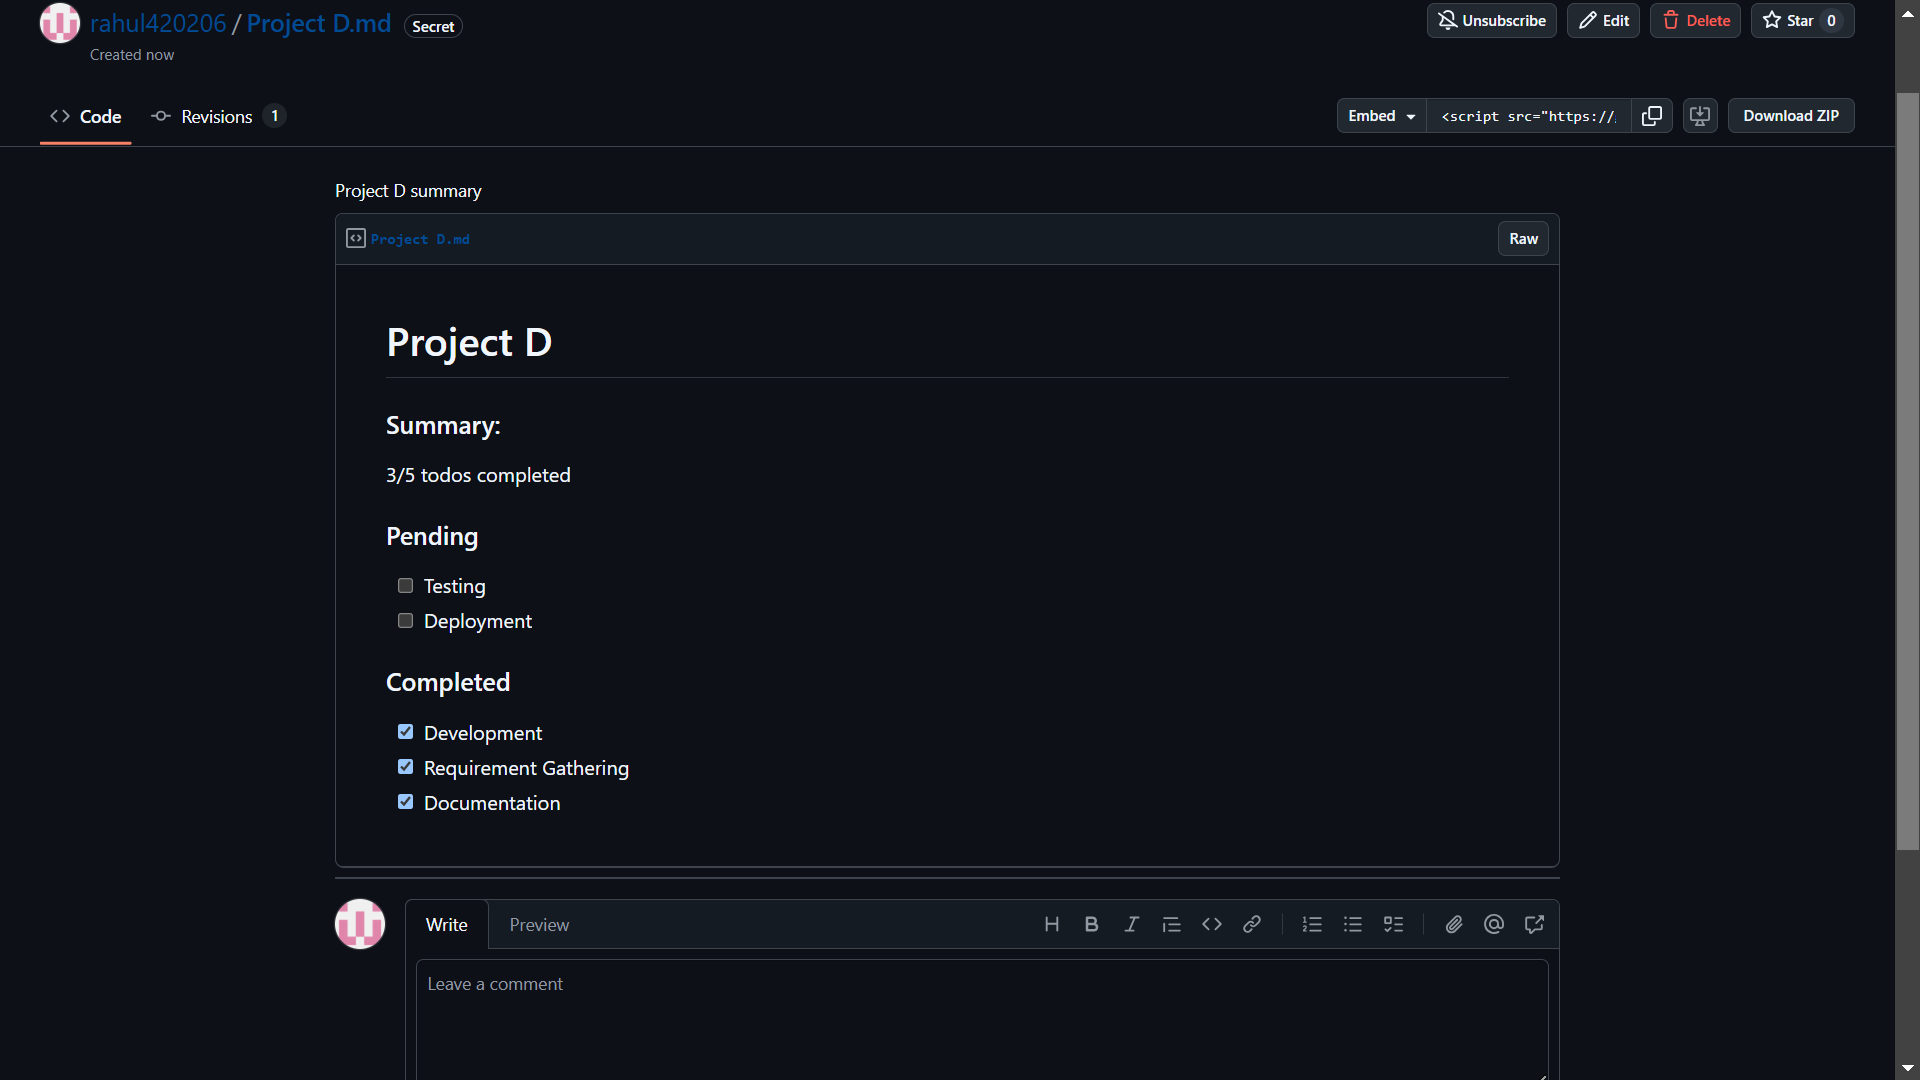 rahul420206 / Project D.md Secret
Unsubscribe Edit Delete Star 0
Created now
Code Revisions 1
Embed <script src="https://. Download ZIP
Project D summary
Project D.md Raw
Project D
Summary:
3/5 todos completed
Pending
Testing
Deployment
Completed
Development
Requirement Gathering
Documentation
Write Preview
Leave a comment